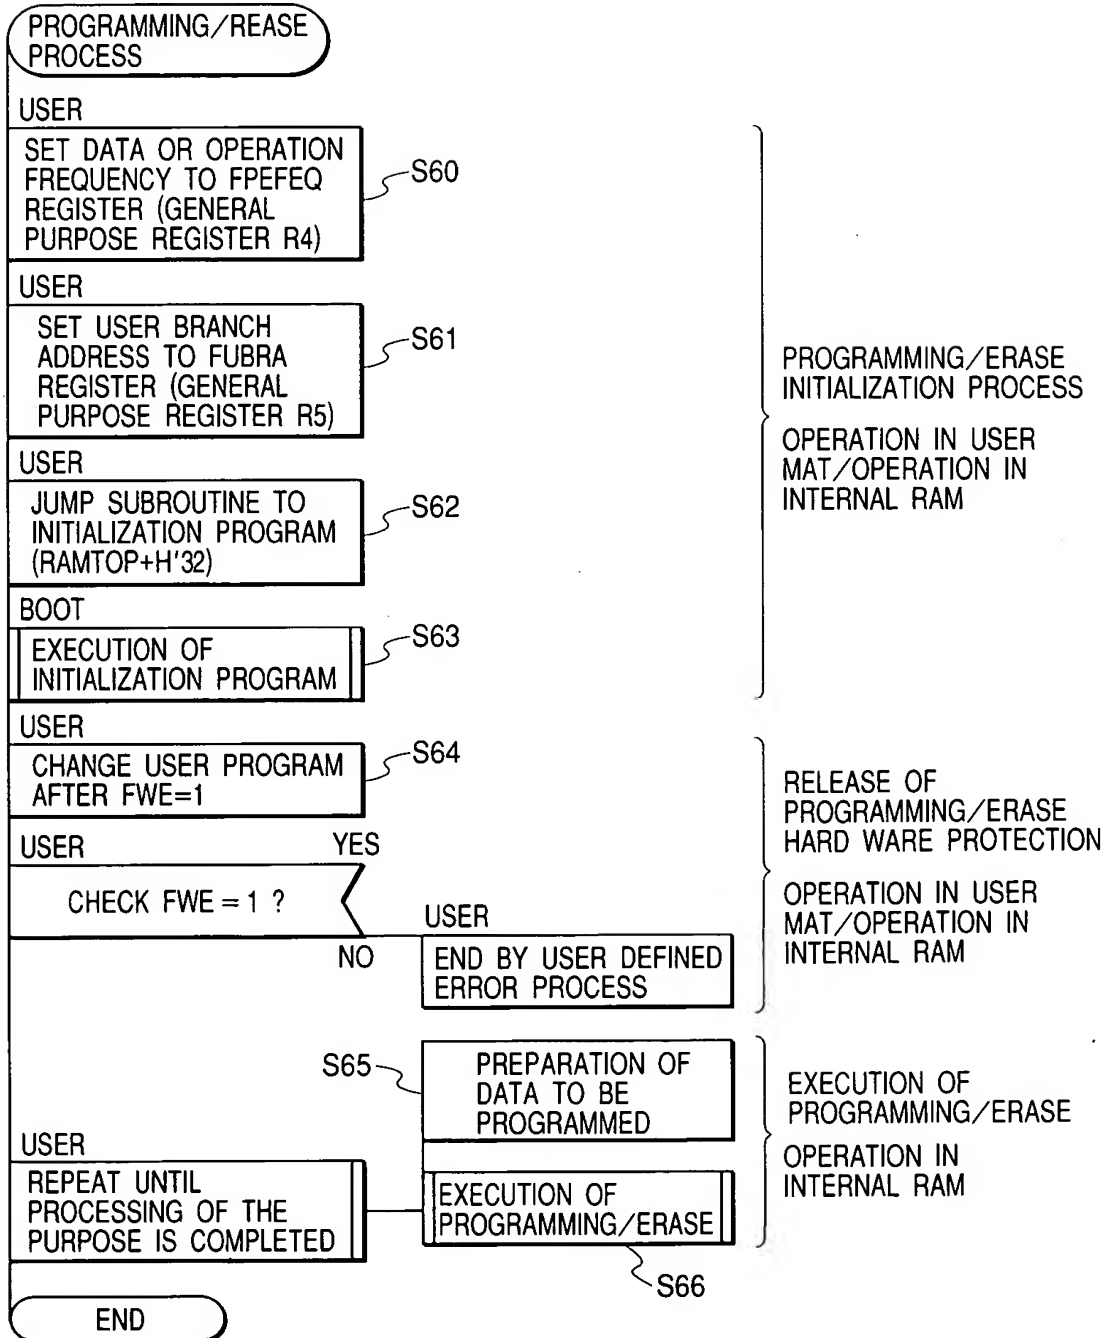 PROGRAMMING/REASE
PROCESS
USER
SET DATA OR OPERATION
FREQUENCY TO FPEFEQ
REGISTER (GENERAL
PURPOSE REGISTER R4)
S60
USER
SET USER BRANCH
ADDRESS TO FUBRA
REGISTER (GENERAL
PURPOSE REGISTER R5)
S61
USER
JUMP SUBROUTINE TO
INITIALIZATION PROGRAM
(RAMTOP+H'32)
S62
BOOT
EXECUTION OF
INITIALIZATION PROGRAM
S63
PROGRAMMING/ERASE
INITIALIZATION PROCESS
OPERATION IN USER
MAT/OPERATION IN
INTERNAL RAM
USER
CHANGE USER PROGRAM
AFTER FWE=1
S64
USER
YES
CHECK FWE = 1 ?
NO
USER
END BY USER DEFINED
ERROR PROCESS
RELEASE OF
PROGRAMMING/ERASE
HARD WARE PROTECTION
OPERATION IN USER
MAT/OPERATION IN
INTERNAL RAM
S65
PREPARATION OF
DATA TO BE
PROGRAMMED
USER
REPEAT UNTIL
PROCESSING OF THE
PURPOSE IS COMPLETED
EXECUTION OF
PROGRAMMING/ERASE
S66
EXECUTION OF
PROGRAMMING/ERASE
OPERATION IN
INTERNAL RAM
END